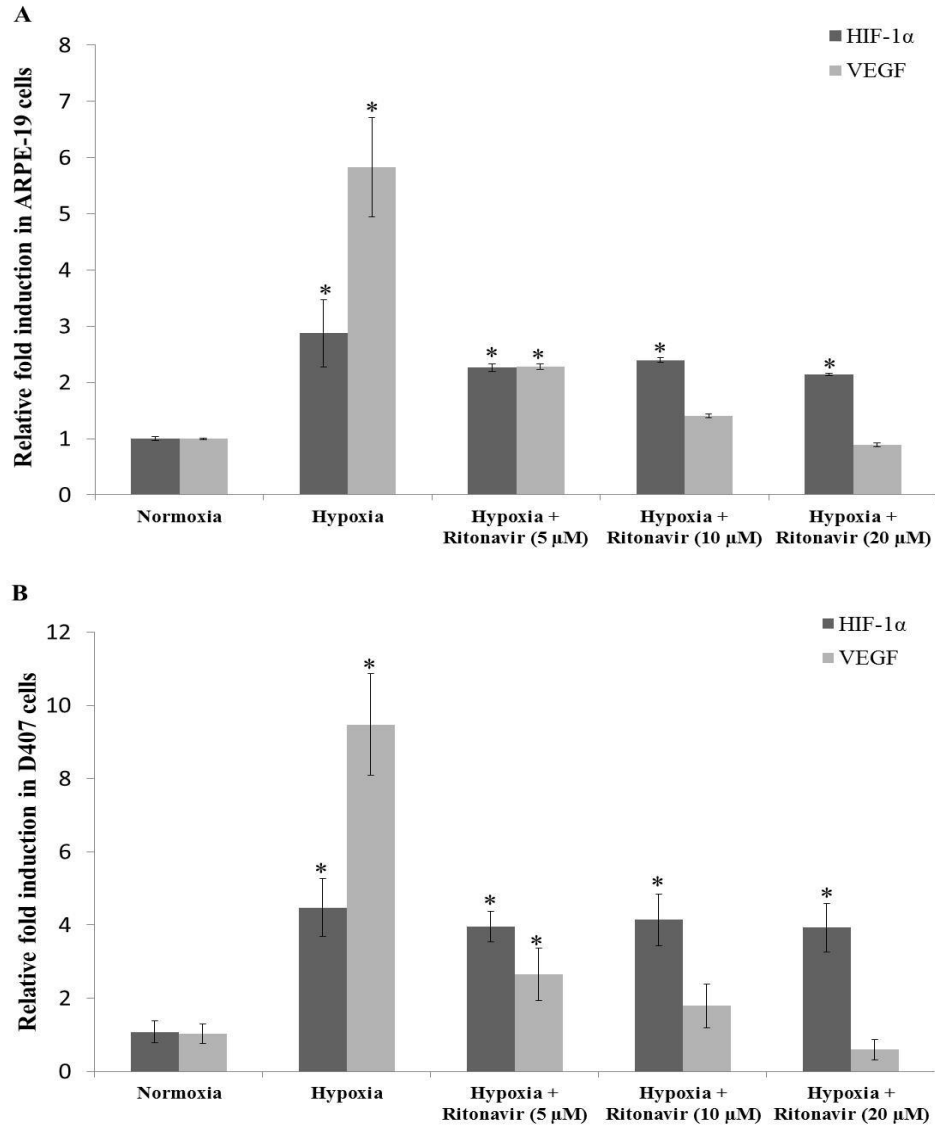 A
HIF-1α
VEGF
Relative fold induction in ARPE-19 cells
8
7
6
5
4
3
2
1
0
*
*
*
*
*
*
Normoxia
Hypoxia
Hypoxia +
Ritonavir (5 µM)
Hypoxia +
Ritonavir (10 µM)
Hypoxia +
Ritonavir (20 µM)
B
HIF-1α
VEGF
Relative fold induction in D407 cells
12
10
8
6
4
2
0
*
*
*
*
*
*
Normoxia
Hypoxia
Hypoxia +
Ritonavir (5 µM)
Hypoxia +
Ritonavir (10 µM)
Hypoxia +
Ritonavir (20 µM)